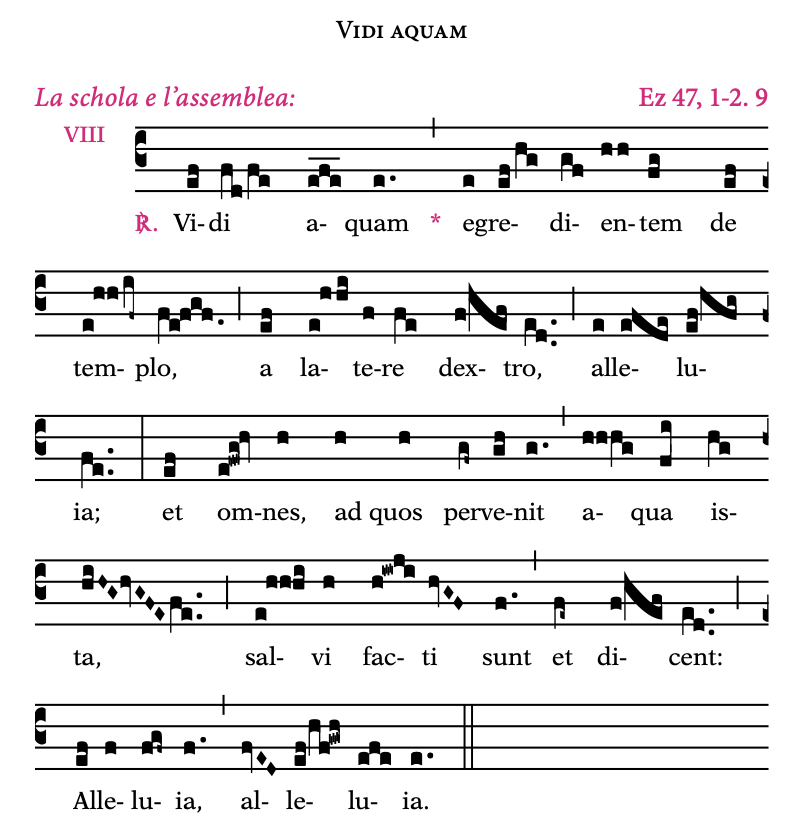 Vidi aquam
La schola e l’assemblea:
Ez 47, 1-2. 9
VIII
℟. Vi-di a-quam * egre-di-en-tem de
tem-plo, a la-te-re dex-tro, alle-lu-
ia; et om-nes, ad quos perve-nit a-qua is-
ta, sal-vi fac-ti sunt et di-cent:
Alle-lu-ia, al-le-lu-ia.